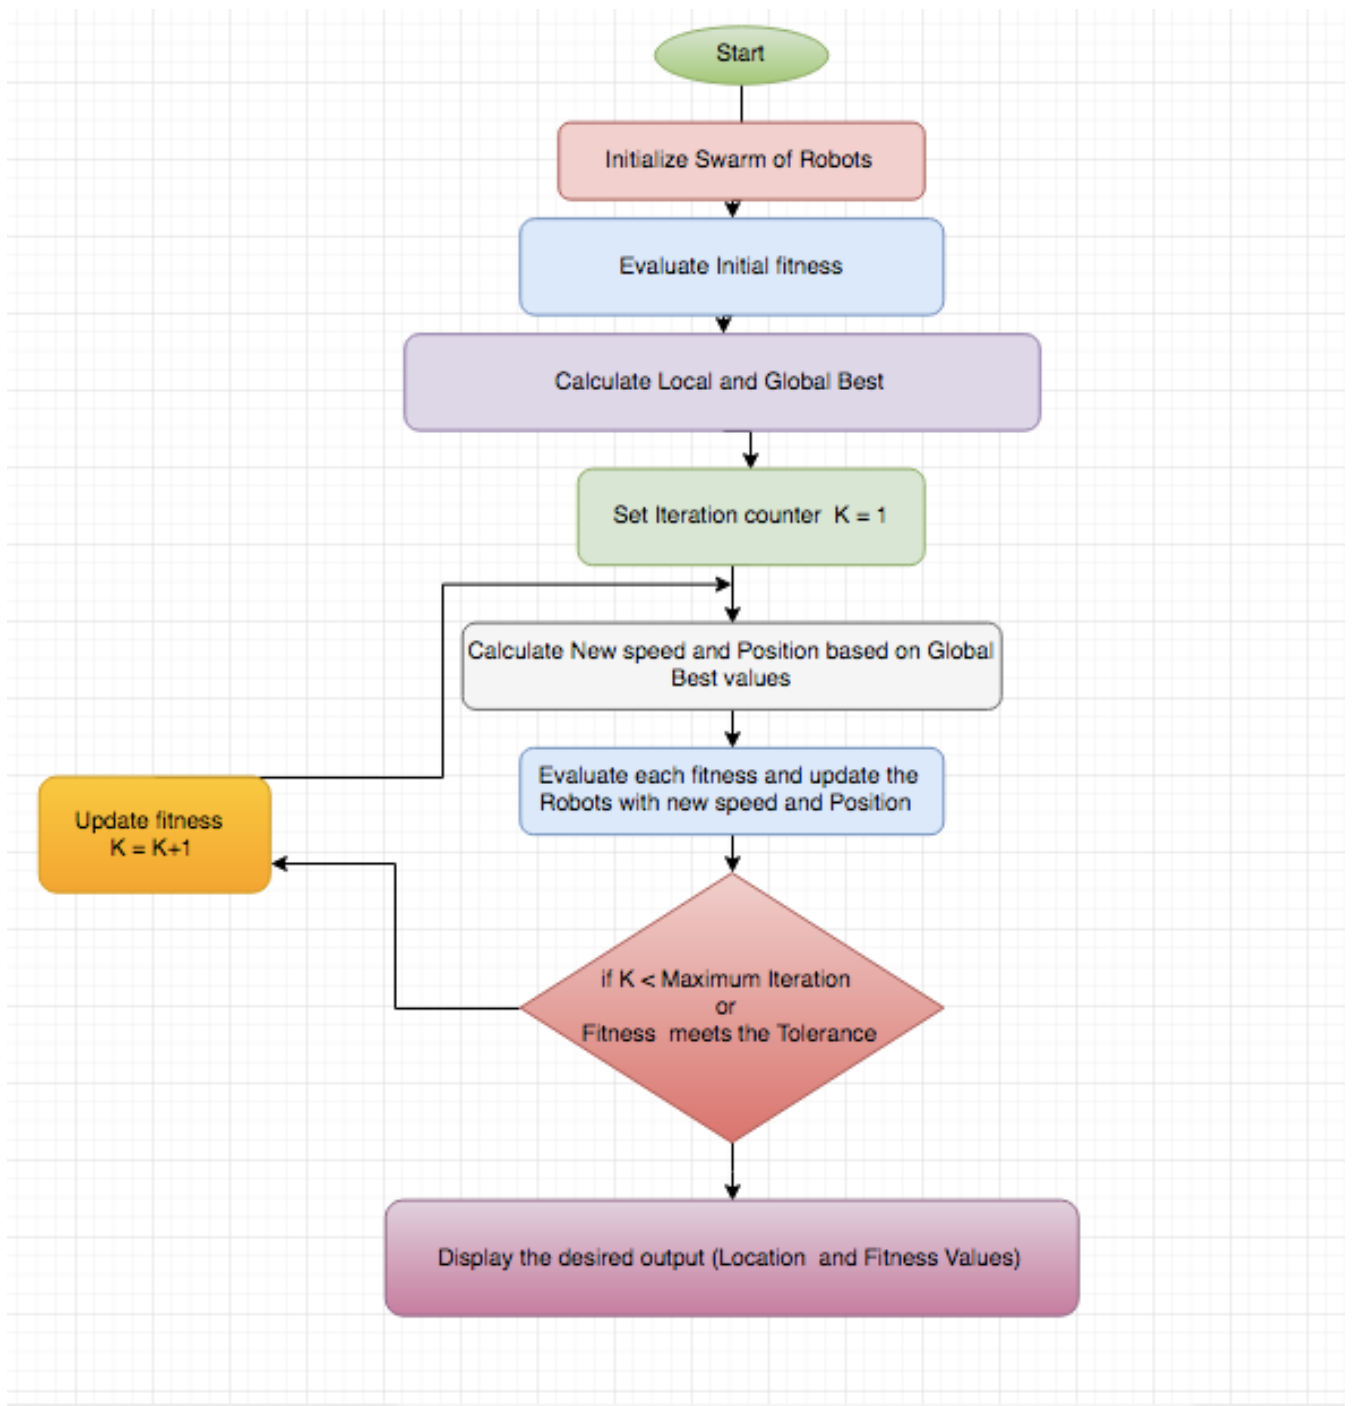 Start
Initialize Swarm of Robots
Evaluate Initial fitness
Calculate Local and Global Best
Set Iteration counter  K = 1
Calculate New speed and Position based on Global
Best values
Evaluate each fitness and update the
Robots with new speed and Position
Update fitness
K = K+1
if K < Maximum Iteration
or
Fitness  meets the Tolerance
Display the desired output (Location  and Fitness Values)